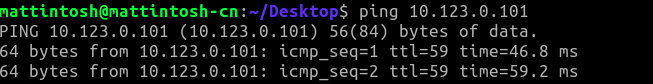 mattintosh@mattintosh-cn:~/Desktop$ ping 10.123.0.101
PING 10.123.0.101 (10.123.0.101) 56(84) bytes of data.
64 bytes from 10.123.0.101: icmp_seq=1 ttl=59 time=46.8 ms
64 bytes from 10.123.0.101: icmp_seq=2 ttl=59 time=59.2 ms